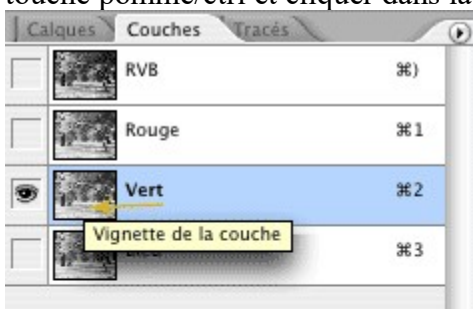 touche pomme/ctrl et cliquer dans la
Calques Couches Tracés
RVB ⌘)
Rouge ⌘1
Vert ⌘2
Vignette de la couche
⌘3